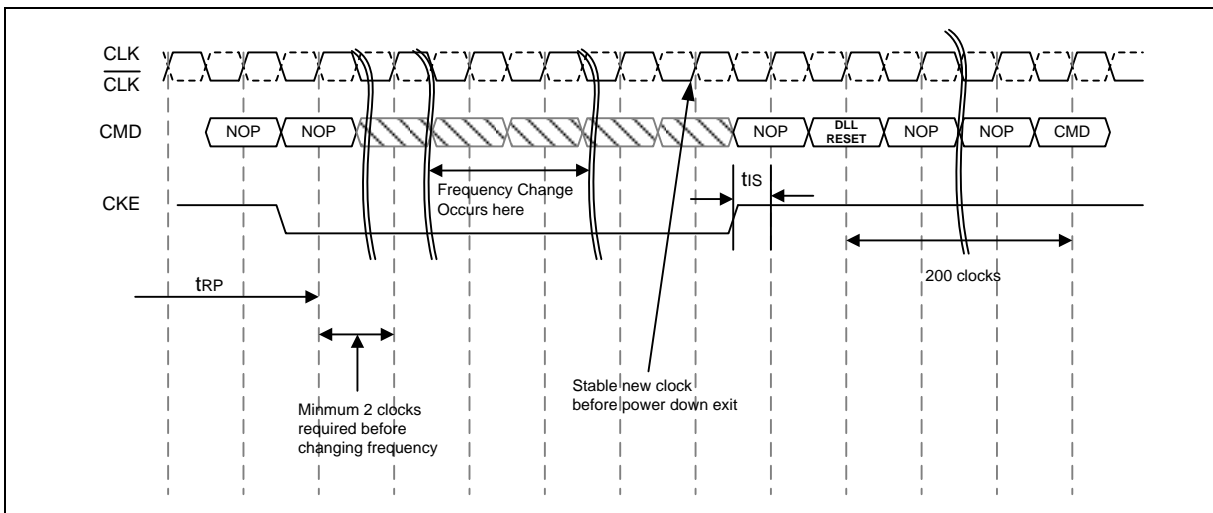 CLK
CLK
CMD
NOP
NOP
NOP
DLL
RESET
NOP
NOP
CMD
Frequency Change
Occurs here
tIS
CKE
200 clocks
tRP
Stable new clock
before power down exit
Minmum 2 clocks
required before
changing frequency